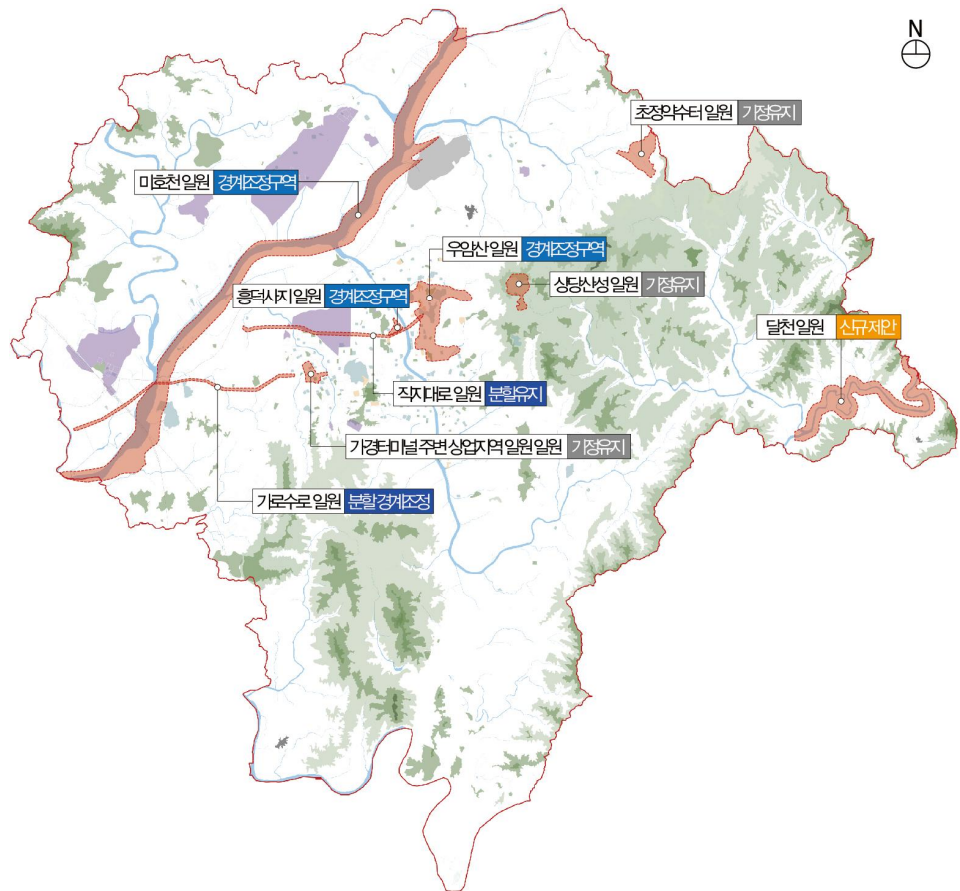 N
초정약수터 일원 기정유지
미호천 일원 경계조정구역
우암산 일원 경계조정구역
상당산성 일원 기정유지
흥덕사지 일원 경계조정구역
달천 일원 신규제안
직지대로 일원 분할유지
가경터미널 주변 상업지역 일원 일원 기정유지
가로수로 일원 분할 경계조정